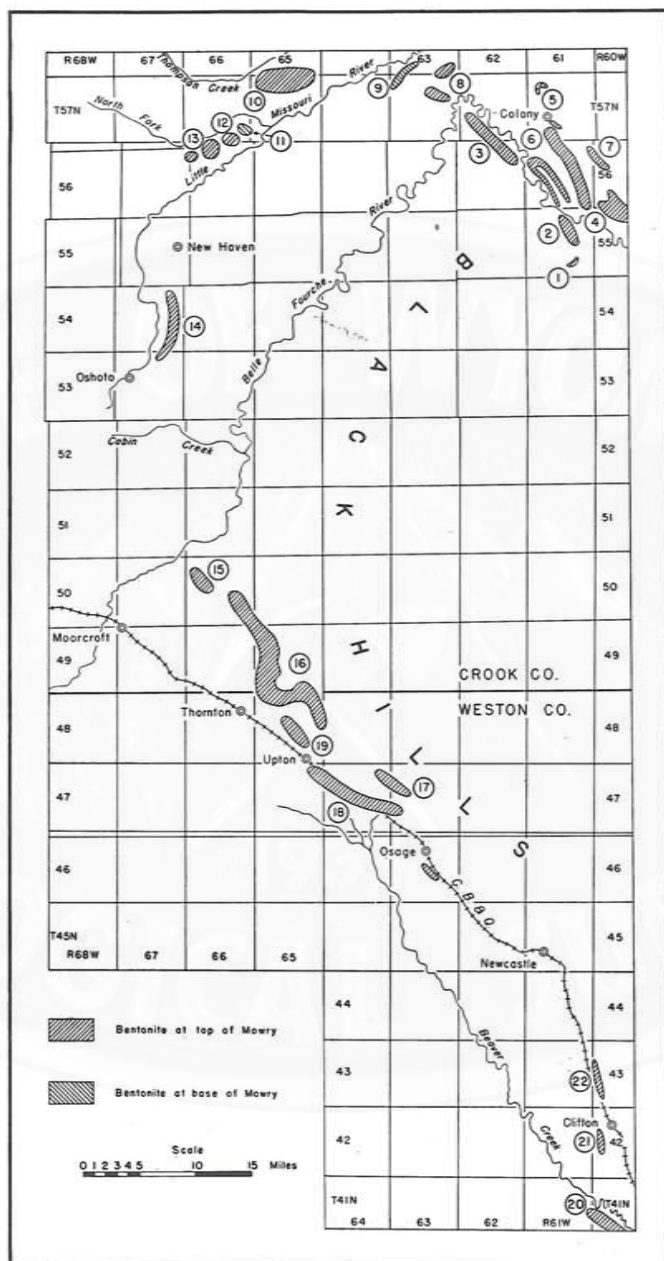 R68W 67 66 65 63 62 61 R60W
Thompson Creek
River
Missouri
Little
North Fork
T57N
T57N
Colony
10
9
8
5
12
11
13
6
3
7
56
56
4
2
1
55
55
New Haven
River
Fourche
Belle
54
54
14
Oshoto
53
53
Cabin Creek
52
52
51
51
BLACK HILLS
15
50
50
Moorcroft
49
49
16
CROOK CO.
WESTON CO.
Thornton
48
48
19
Upton
17
47
47
18
Osage
46
46
C B & Q
T45N
45
R68W 67 66 65
Newcastle
44
44
Beaver Creek
43
43
22
Clifton
42
42
21
20
T41N
T41N
64 63 62 R61W
Bentonite at top of Mowry
Bentonite at base of Mowry
Scale
0 1 2 3 4 5 10 15 Miles